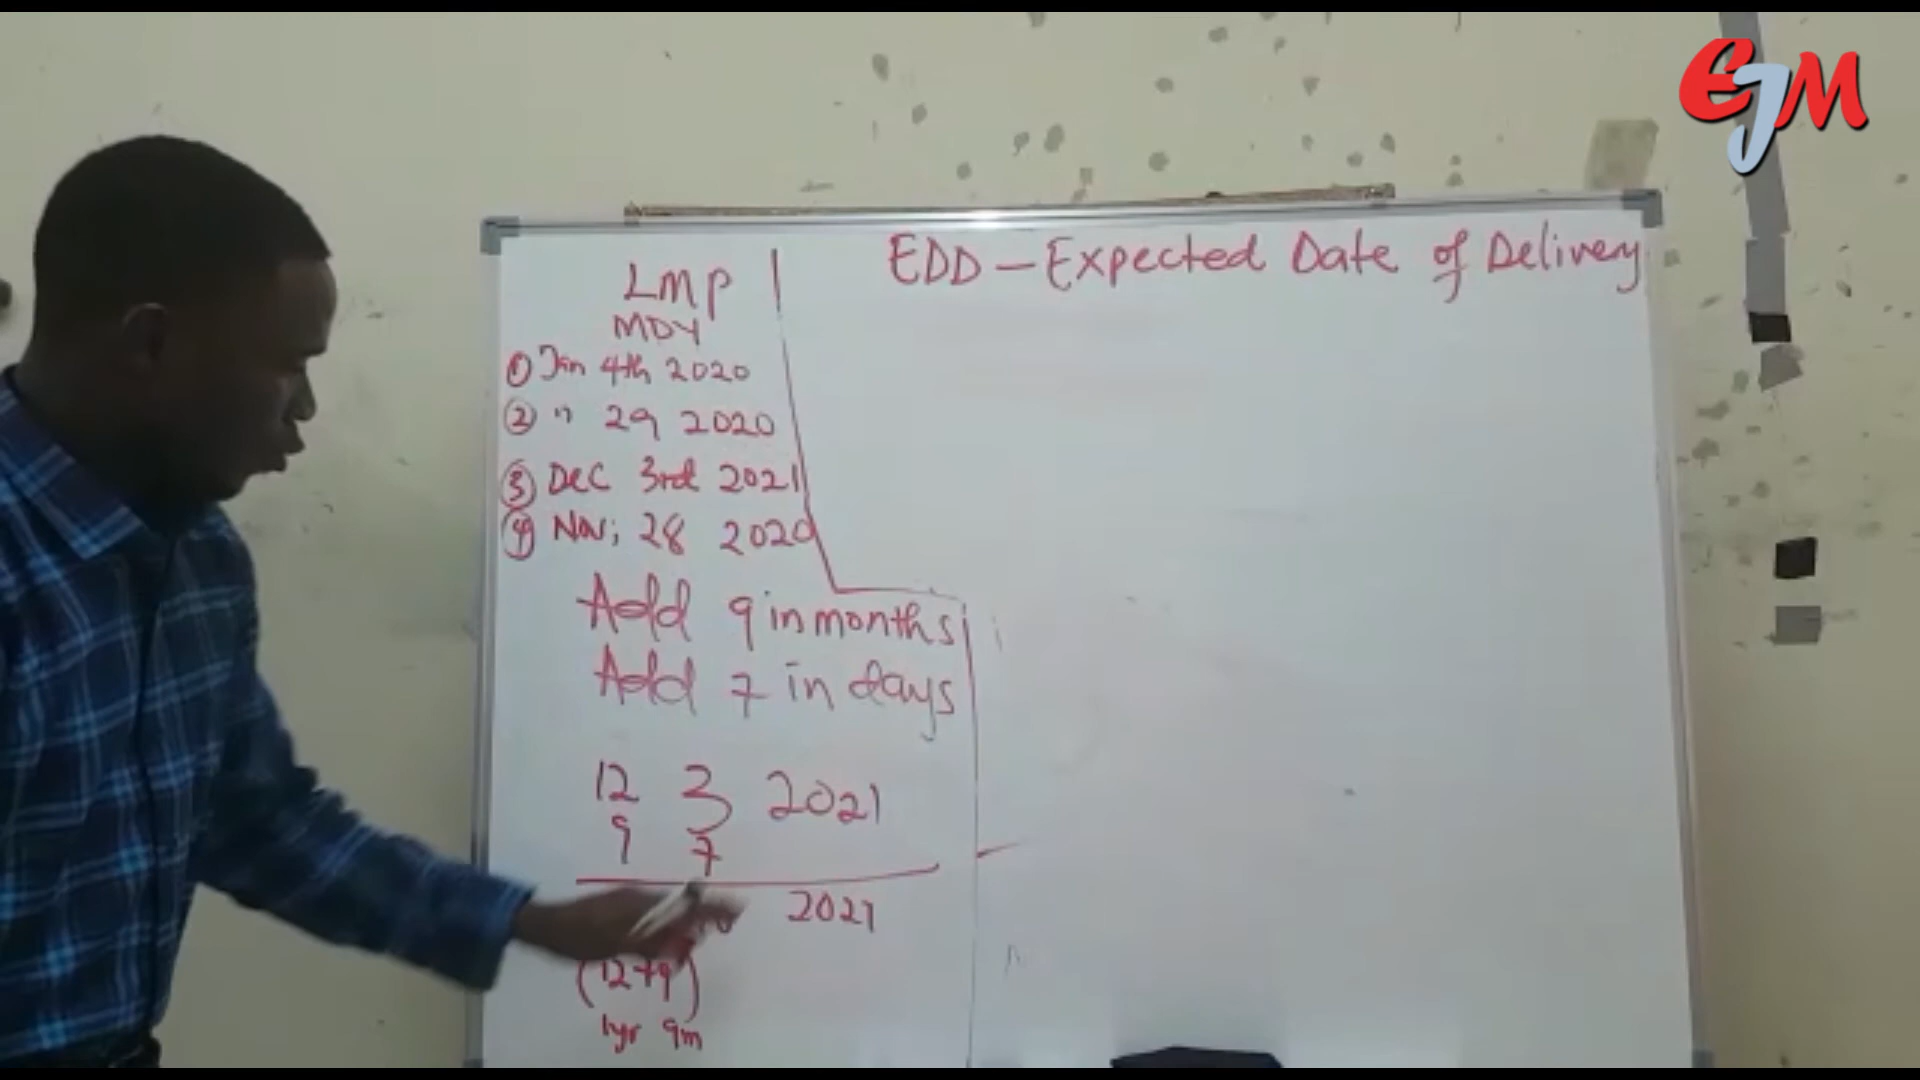 EJM
EDD – Expected Date of Delivery
LMP
MDY
① Jan 4th 2020
② " 29 2020
③ Dec 3rd 2021
④ Nov; 28 2020
Add 9 in months
Add 7 in days
12 3 2021
9 7
2021
(12+9)
1yr 9m